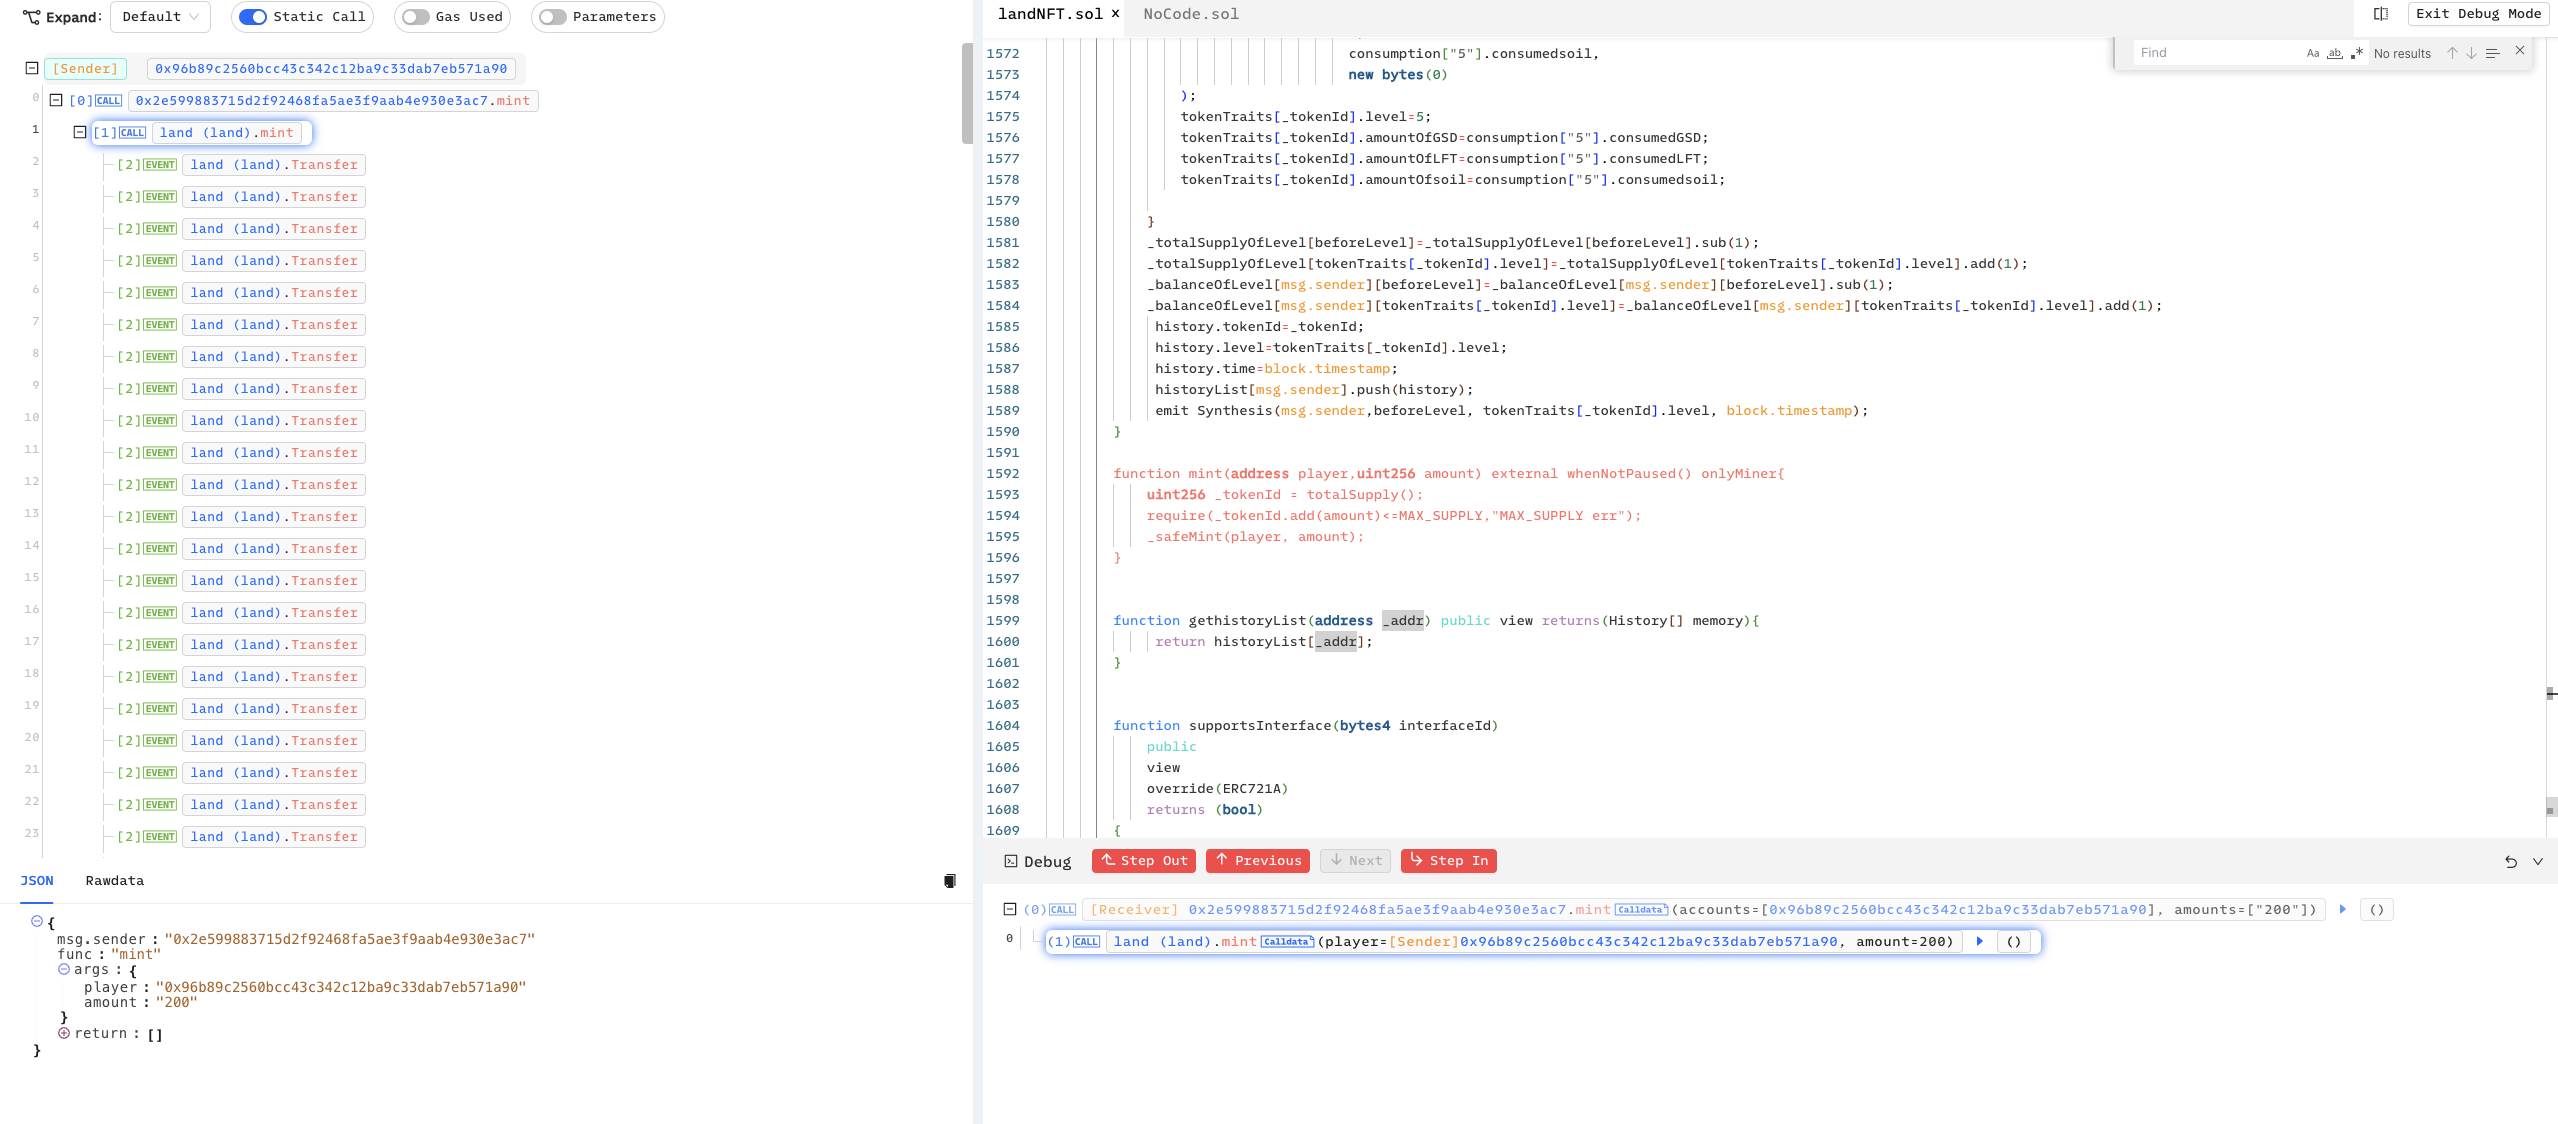 Expand: Default Static Call Gas Used Parameters
[Sender] 0x96b89c2560bcc43c342c12ba9c33dab7eb571a90
0 [0]CALL 0x2e599883715d2f92468fa5ae3f9aab4e930e3ac7.mint
1 [1]CALL land (land).mint
2 [2]EVENT land (land).Transfer
3 [2]EVENT land (land).Transfer
4 [2]EVENT land (land).Transfer
5 [2]EVENT land (land).Transfer
6 [2]EVENT land (land).Transfer
7 [2]EVENT land (land).Transfer
8 [2]EVENT land (land).Transfer
9 [2]EVENT land (land).Transfer
10 [2]EVENT land (land).Transfer
11 [2]EVENT land (land).Transfer
12 [2]EVENT land (land).Transfer
13 [2]EVENT land (land).Transfer
14 [2]EVENT land (land).Transfer
15 [2]EVENT land (land).Transfer
16 [2]EVENT land (land).Transfer
17 [2]EVENT land (land).Transfer
18 [2]EVENT land (land).Transfer
19 [2]EVENT land (land).Transfer
20 [2]EVENT land (land).Transfer
21 [2]EVENT land (land).Transfer
22 [2]EVENT land (land).Transfer
23 [2]EVENT land (land).Transfer
JSON Rawdata
{
msg.sender : "0x2e599883715d2f92468fa5ae3f9aab4e930e3ac7"
func : "mint"
args : {
player : "0x96b89c2560bcc43c342c12ba9c33dab7eb571a90"
amount : "200"
}
return : []
}
landNFT.sol × NoCode.sol
Exit Debug Mode
Find Aa ab .* No results
1572 consumption["5"].consumedsoil,
1573 new bytes(0)
1574 );
1575 tokenTraits[_tokenId].level=5;
1576 tokenTraits[_tokenId].amountOfGSD=consumption["5"].consumedGSD;
1577 tokenTraits[_tokenId].amountOfLFT=consumption["5"].consumedLFT;
1578 tokenTraits[_tokenId].amountOfsoil=consumption["5"].consumedsoil;
1579
1580 }
1581 _totalSupplyOfLevel[beforeLevel]=_totalSupplyOfLevel[beforeLevel].sub(1);
1582 _totalSupplyOfLevel[tokenTraits[_tokenId].level]=_totalSupplyOfLevel[tokenTraits[_tokenId].level].add(1);
1583 _balanceOfLevel[msg.sender][beforeLevel]=_balanceOfLevel[msg.sender][beforeLevel].sub(1);
1584 _balanceOfLevel[msg.sender][tokenTraits[_tokenId].level]=_balanceOfLevel[msg.sender][tokenTraits[_tokenId].level].add(1);
1585 history.tokenId=_tokenId;
1586 history.level=tokenTraits[_tokenId].level;
1587 history.time=block.timestamp;
1588 historyList[msg.sender].push(history);
1589 emit Synthesis(msg.sender,beforeLevel, tokenTraits[_tokenId].level, block.timestamp);
1590 }
1591
1592 function mint(address player,uint256 amount) external whenNotPaused() onlyMiner{
1593 uint256 _tokenId = totalSupply();
1594 require(_tokenId.add(amount)<=MAX_SUPPLY,"MAX_SUPPLY err");
1595 _safeMint(player, amount);
1596 }
1597
1598
1599 function gethistoryList(address _addr) public view returns(History[] memory){
1600 return historyList[_addr];
1601 }
1602
1603
1604 function supportsInterface(bytes4 interfaceId)
1605 public
1606 view
1607 override(ERC721A)
1608 returns (bool)
1609 {
Debug Step Out Previous Next Step In
(0)CALL [Receiver] 0x2e599883715d2f92468fa5ae3f9aab4e930e3ac7.mint Calldata (accounts=[0x96b89c2560bcc43c342c12ba9c33dab7eb571a90], amounts=["200"]) ()
0 (1)CALL land (land).mint Calldata (player=[Sender]0x96b89c2560bcc43c342c12ba9c33dab7eb571a90, amount=200) ()